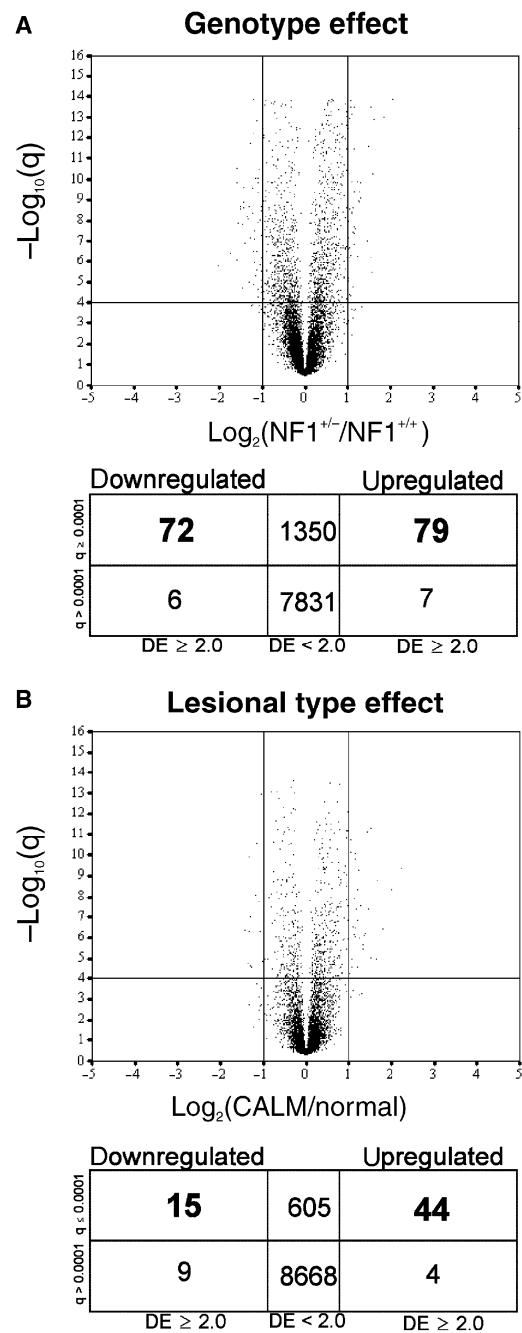 A
Genotype effect
16
15
14
13
12
11
10
9
8
7
6
5
4
3
2
1
0
–Log10(q)
-5 -4 -3 -2 -1 0 1 2 3 4 5
Log2(NF1+/−/NF1+/+)
Downregulated Upregulated
q ≥ 0.0001
72 1350 79
q < 0.0001
6 7831 7
DE ≥ 2.0 DE < 2.0 DE ≥ 2.0
B
Lesional type effect
16
15
14
13
12
11
10
9
8
7
6
5
4
3
2
1
0
–Log10(q)
-5 -4 -3 -2 -1 0 1 2 3 4 5
Log2(CALM/normal)
Downregulated Upregulated
q ≤ 0.0001
15 605 44
q < 0.0001
9 8668 4
DE ≥ 2.0 DE < 2.0 DE ≥ 2.0